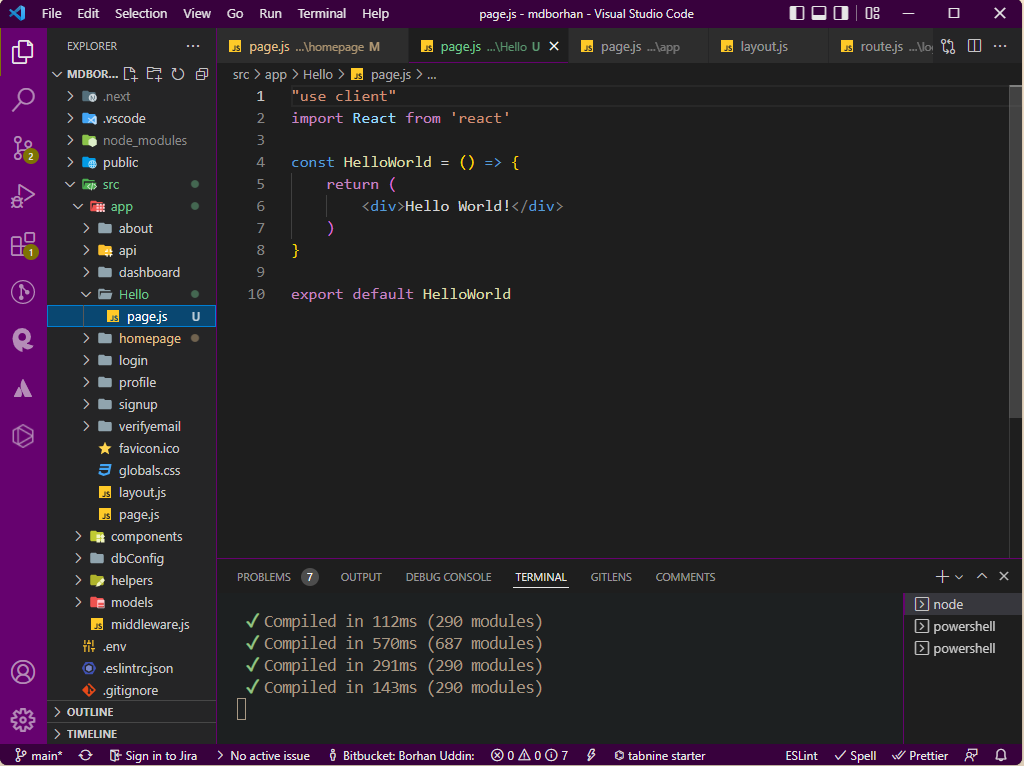 File Edit Selection View Go Run Terminal Help page.js - mdborhan - Visual Studio Code
EXPLORER ...
page.js ...\homepage M page.js ...\Hello U page.js ...\app layout.js route.js ...\lo
MDBOR...
src > app > Hello > page.js > ...
.next
.vscode
node_modules
public
src
app
about
api
dashboard
Hello
page.js U
homepage
login
profile
signup
verifyemail
favicon.ico
globals.css
layout.js
page.js
components
dbConfig
helpers
models
middleware.js
.env
.eslintrc.json
.gitignore
OUTLINE
TIMELINE
2
1
1 "use client"
2 import React from 'react'
3
4 const HelloWorld = () => {
5 return (
6 <div>Hello World!</div>
7 )
8 }
9
10 export default HelloWorld
PROBLEMS 7 OUTPUT DEBUG CONSOLE TERMINAL GITLENS COMMENTS
✓ Compiled in 112ms (290 modules)
✓ Compiled in 570ms (687 modules)
✓ Compiled in 291ms (290 modules)
✓ Compiled in 143ms (290 modules)
node
powershell
powershell
main* Sign in to Jira No active issue Bitbucket: Borhan Uddin: 0 0 7 tabnine starter ESLint Spell Prettier